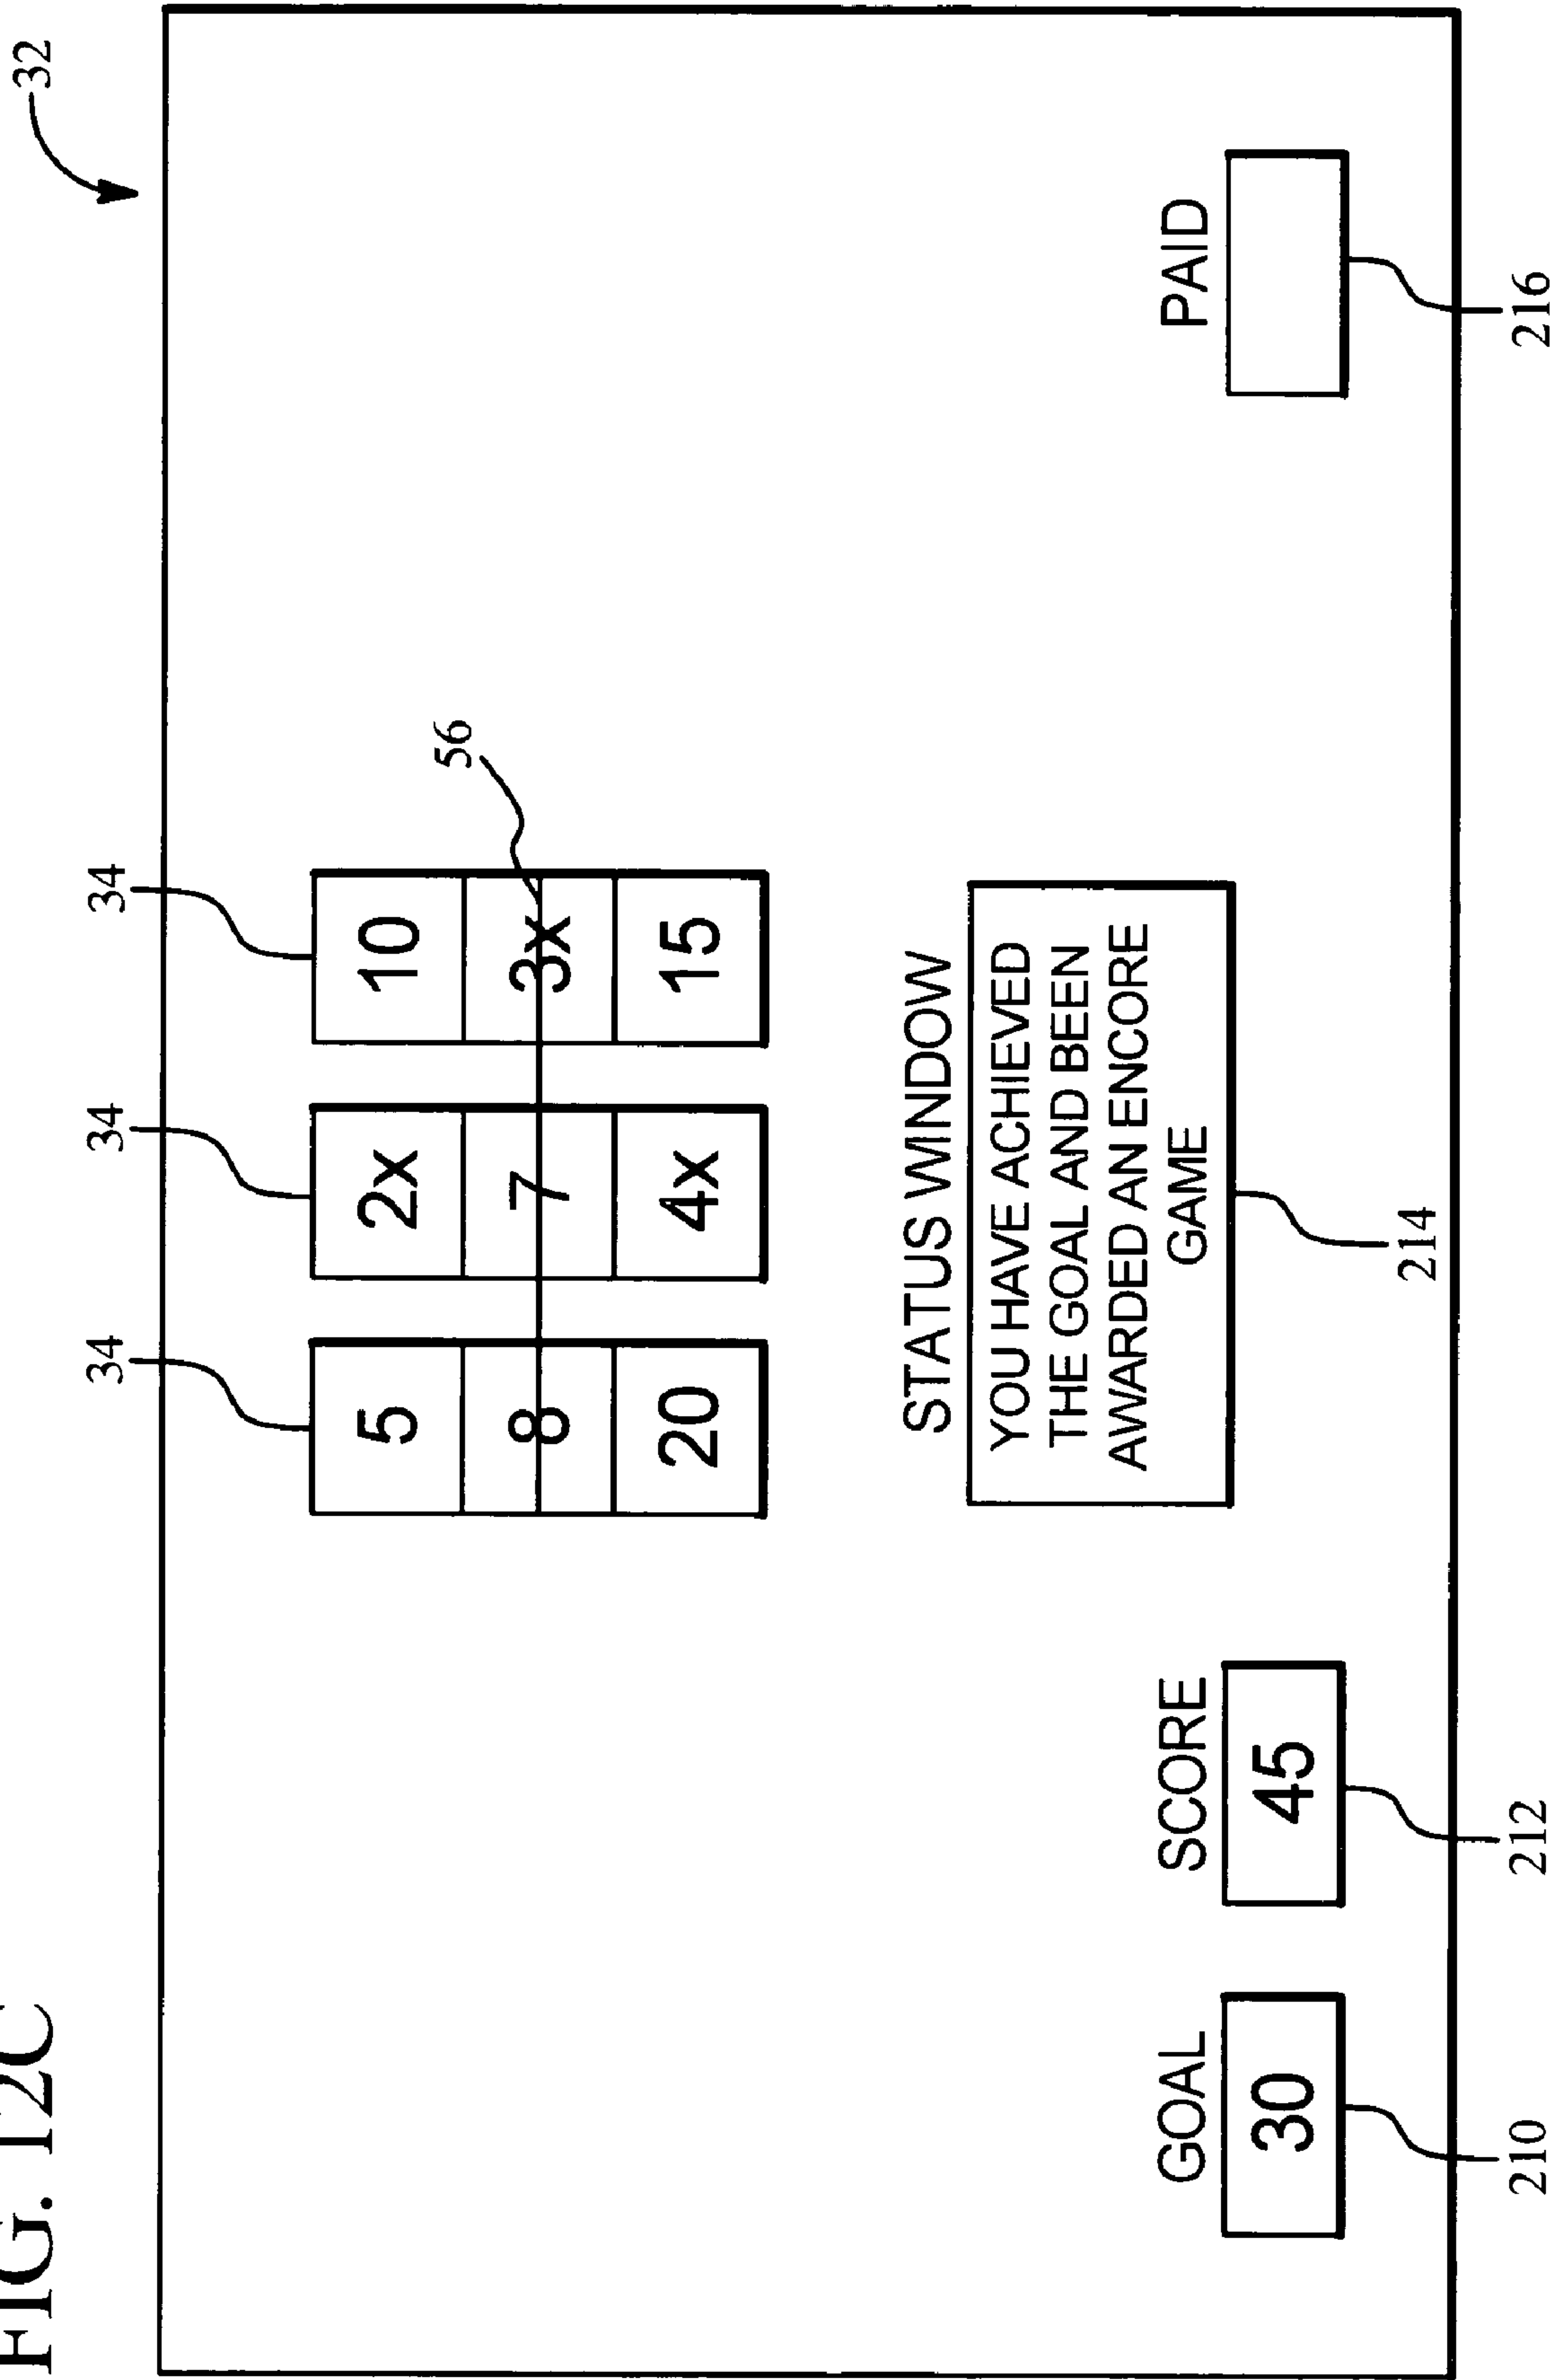 FIG. 12C
32
34 34 34
5 2x 10
56
8 7 3x
20 4x 15
STATUS WINDOW
YOU HAVE ACHIEVED
THE GOAL AND BEEN
AWARDED AN ENCORE
GAME
GOAL SCORE PAID
30 45
214
210 212 216